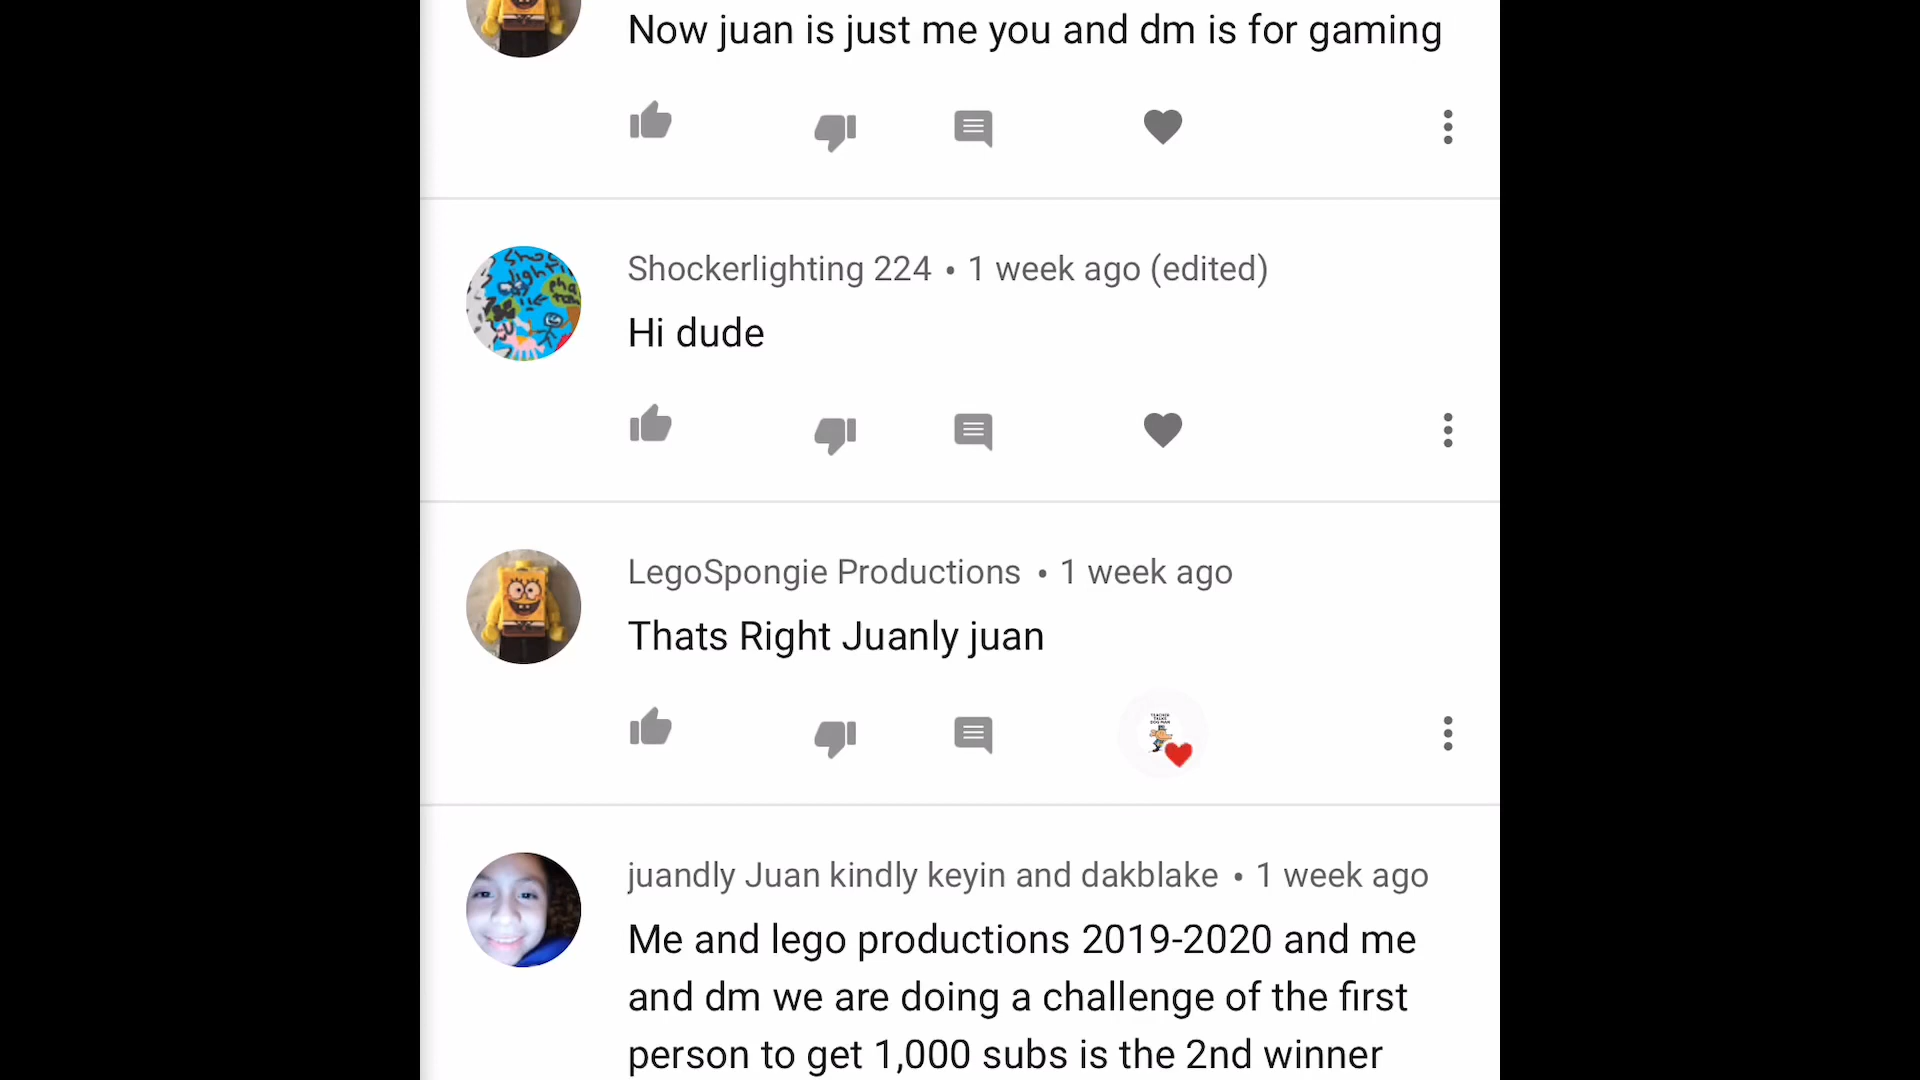 Now juan is just me you and dm is for gaming
Shockerlighting 224 • 1 week ago (edited)
Hi dude
LegoSpongie Productions • 1 week ago
Thats Right Juanly juan
juandly Juan kindly keyin and dakblake • 1 week ago
Me and lego productions 2019-2020 and me
and dm we are doing a challenge of the first
person to get 1,000 subs is the 2nd winner